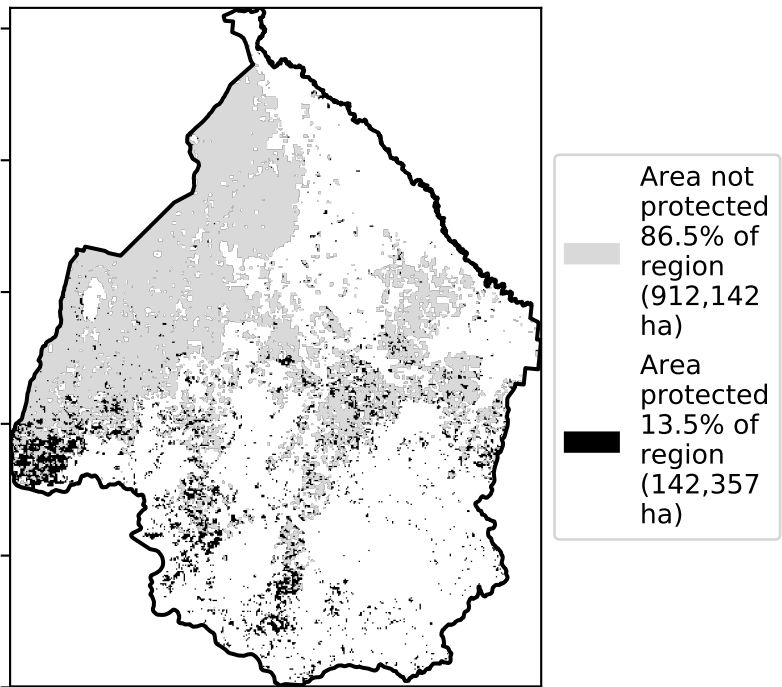 Area not
protected
86.5% of
region
(912,142
ha)
Area
protected
13.5% of
region
(142,357
ha)